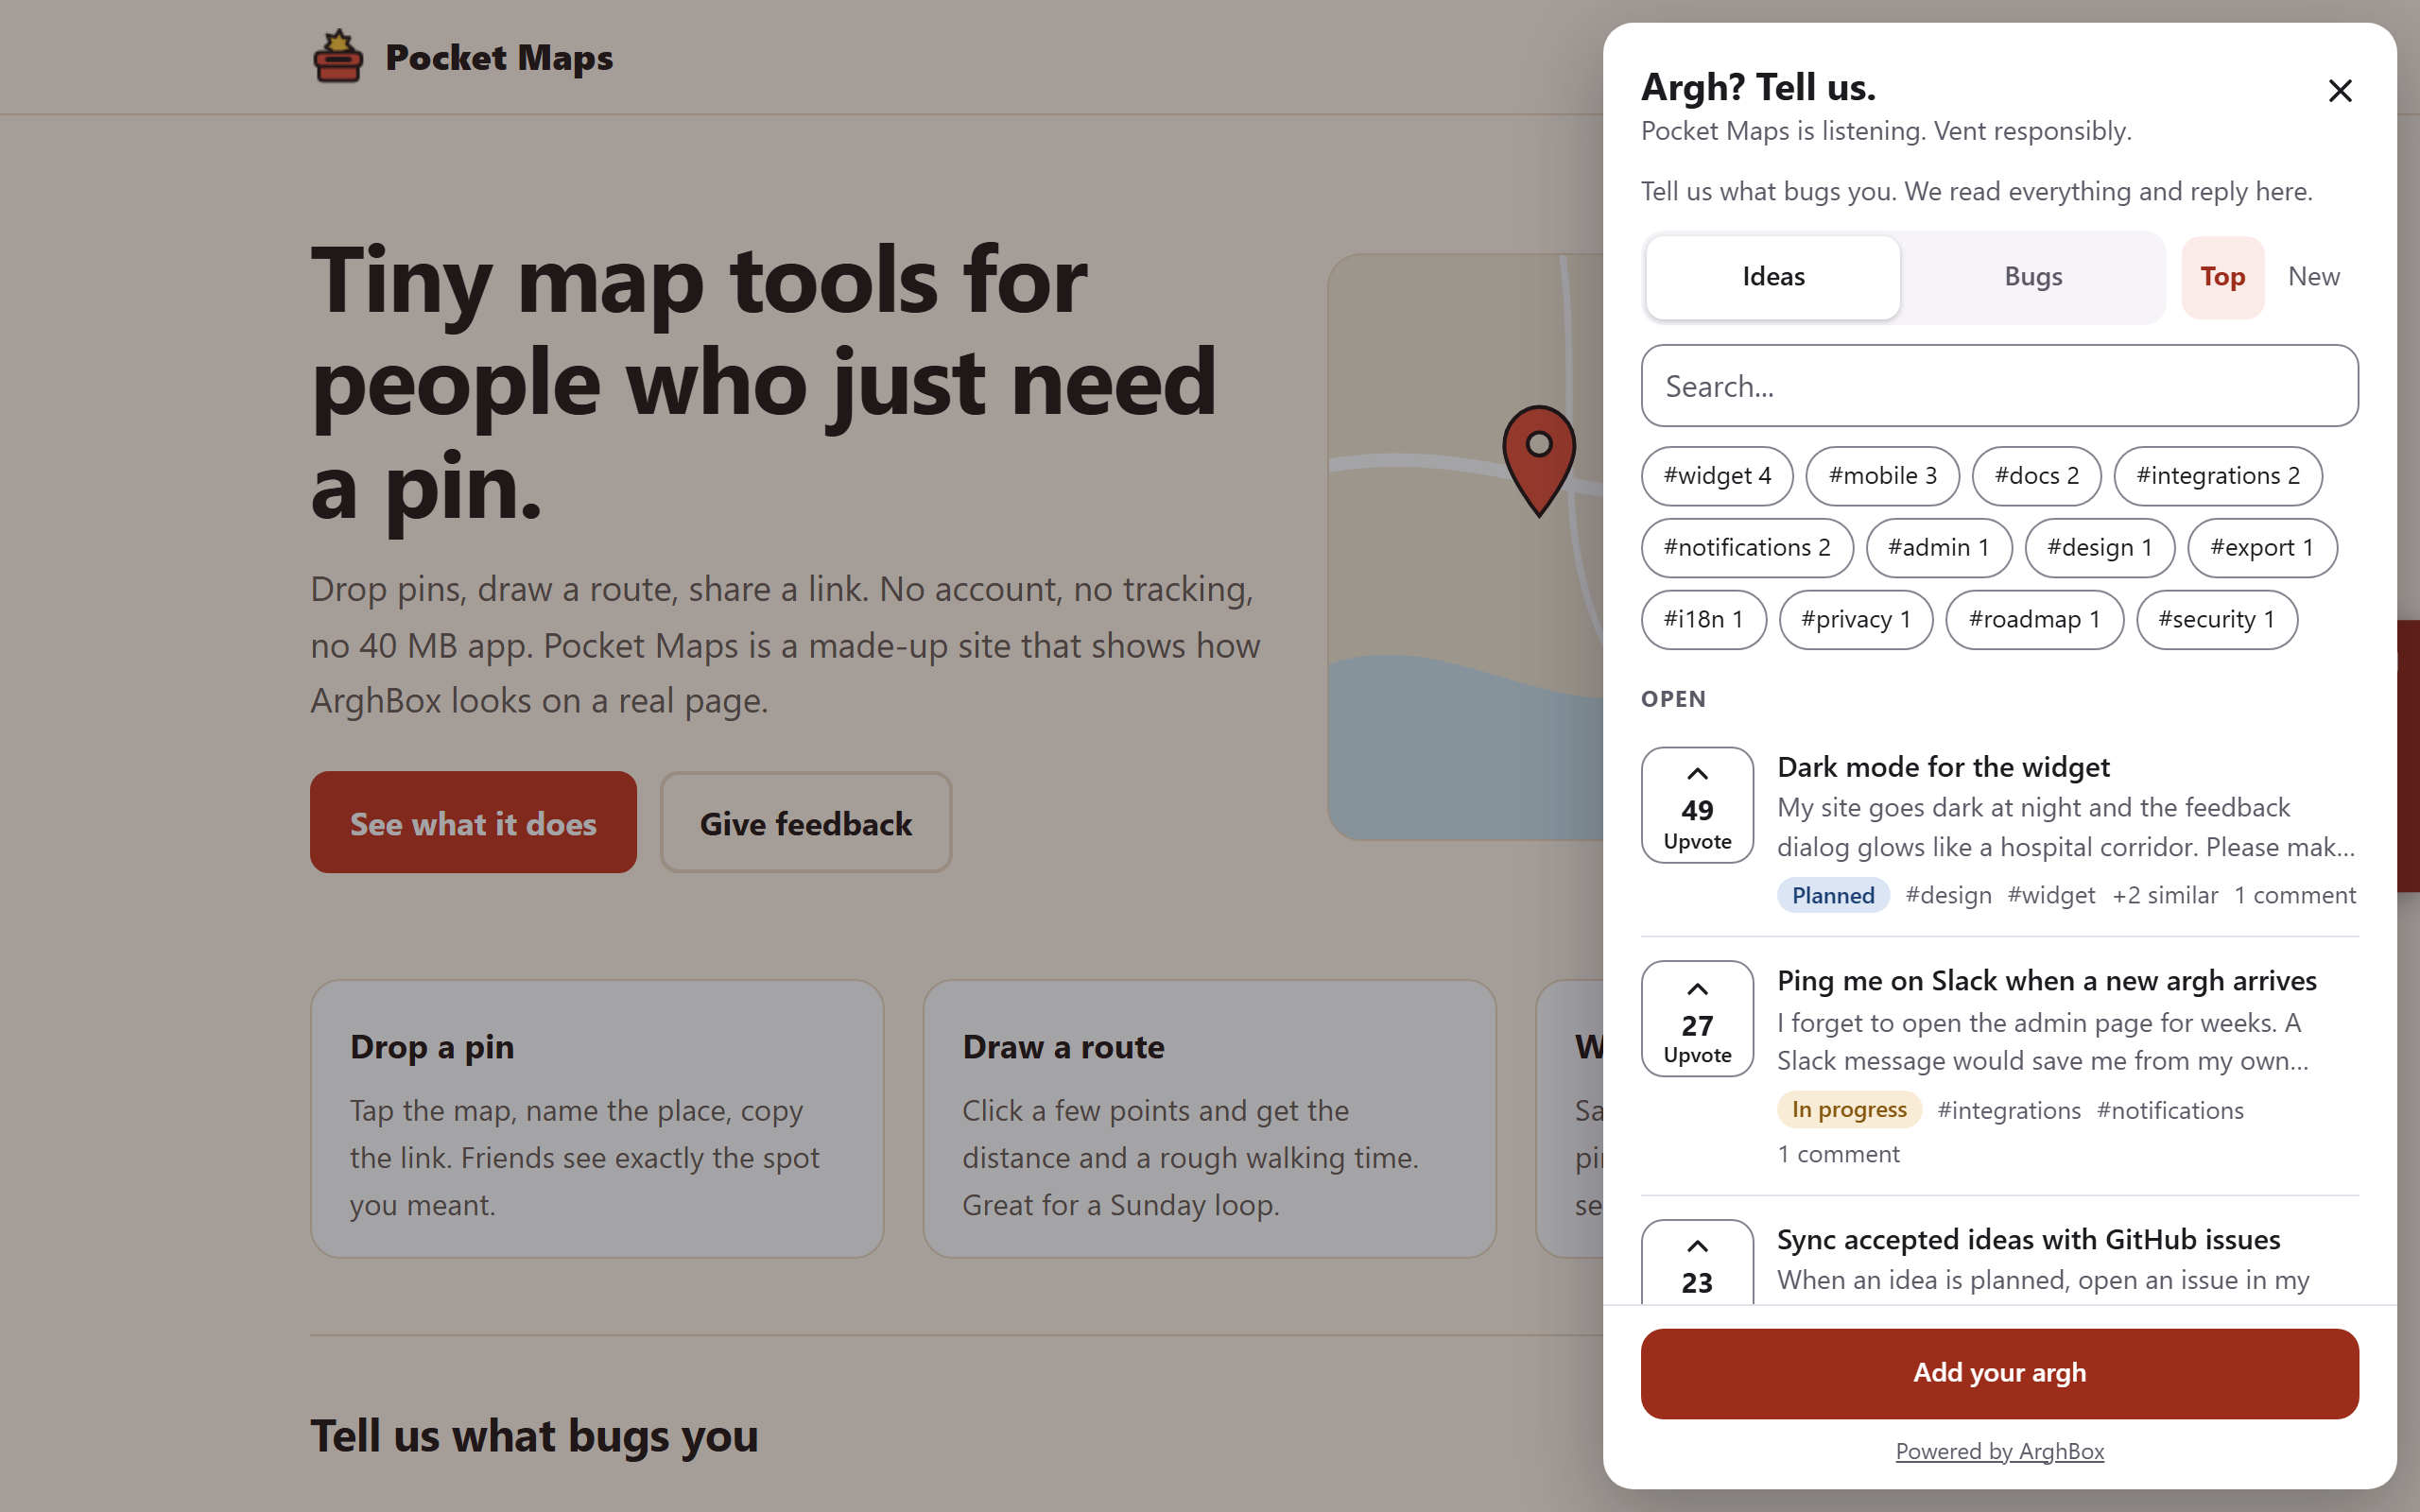 Pocket Maps
Tiny map tools for
people who just need
a pin.
Drop pins, draw a route, share a link. No account, no tracking,
no 40 MB app. Pocket Maps is a made-up site that shows how
ArghBox looks on a real page.
See what it does
Give feedback
Drop a pin
Tap the map, name the place, copy
the link. Friends see exactly the spot
you meant.
Draw a route
Click a few points and get the
distance and a rough walking time.
Great for a Sunday loop.
Tell us what bugs you
Argh? Tell us.
Pocket Maps is listening. Vent responsibly.
Tell us what bugs you. We read everything and reply here.
Ideas
Bugs
Top
New
Search...
#widget 4
#mobile 3
#docs 2
#integrations 2
#notifications 2
#admin 1
#design 1
#export 1
#i18n 1
#privacy 1
#roadmap 1
#security 1
OPEN
49
Upvote
Dark mode for the widget
My site goes dark at night and the feedback
dialog glows like a hospital corridor. Please mak...
Planned #design #widget +2 similar 1 comment
27
Upvote
Ping me on Slack when a new argh arrives
I forget to open the admin page for weeks. A
Slack message would save me from my own...
In progress #integrations #notifications
1 comment
23
Sync accepted ideas with GitHub issues
When an idea is planned, open an issue in my
Add your argh
Powered by ArghBox